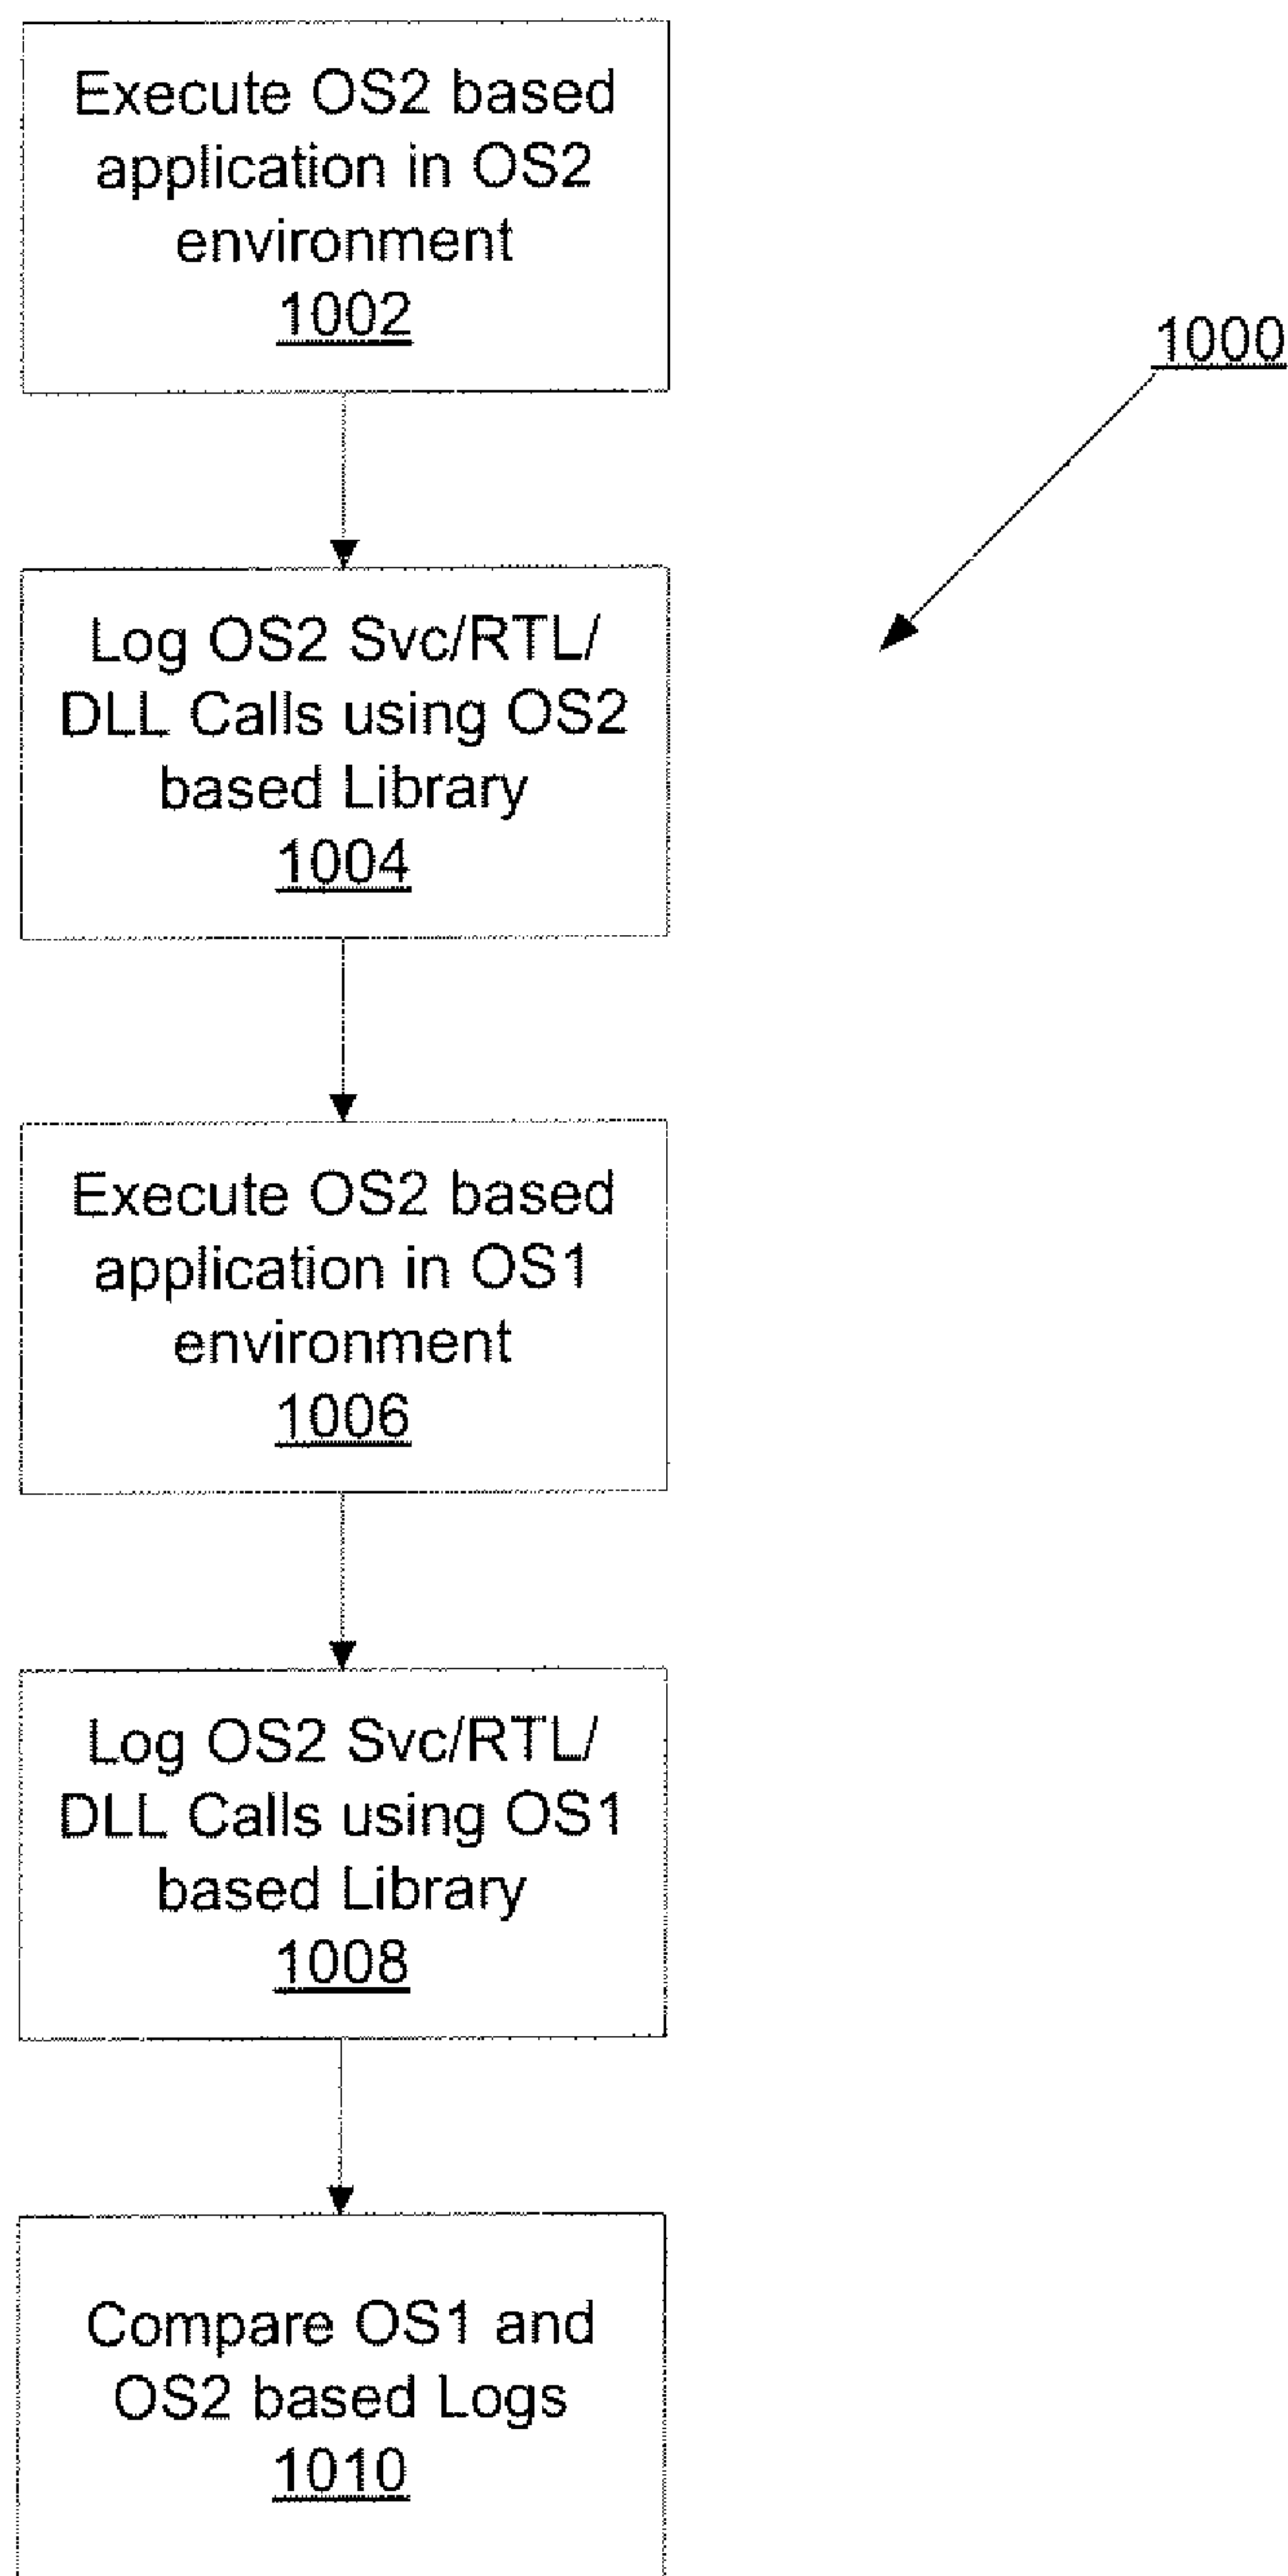 Execute OS2 based
application in OS2
environment
1002
1000
Log OS2 Svc/RTL/
DLL Calls using OS2
based Library
1004
Execute OS2 based
application in OS1
environment
1006
Log OS2 Svc/RTL/
DLL Calls using OS1
based Library
1008
Compare OS1 and
OS2 based Logs
1010